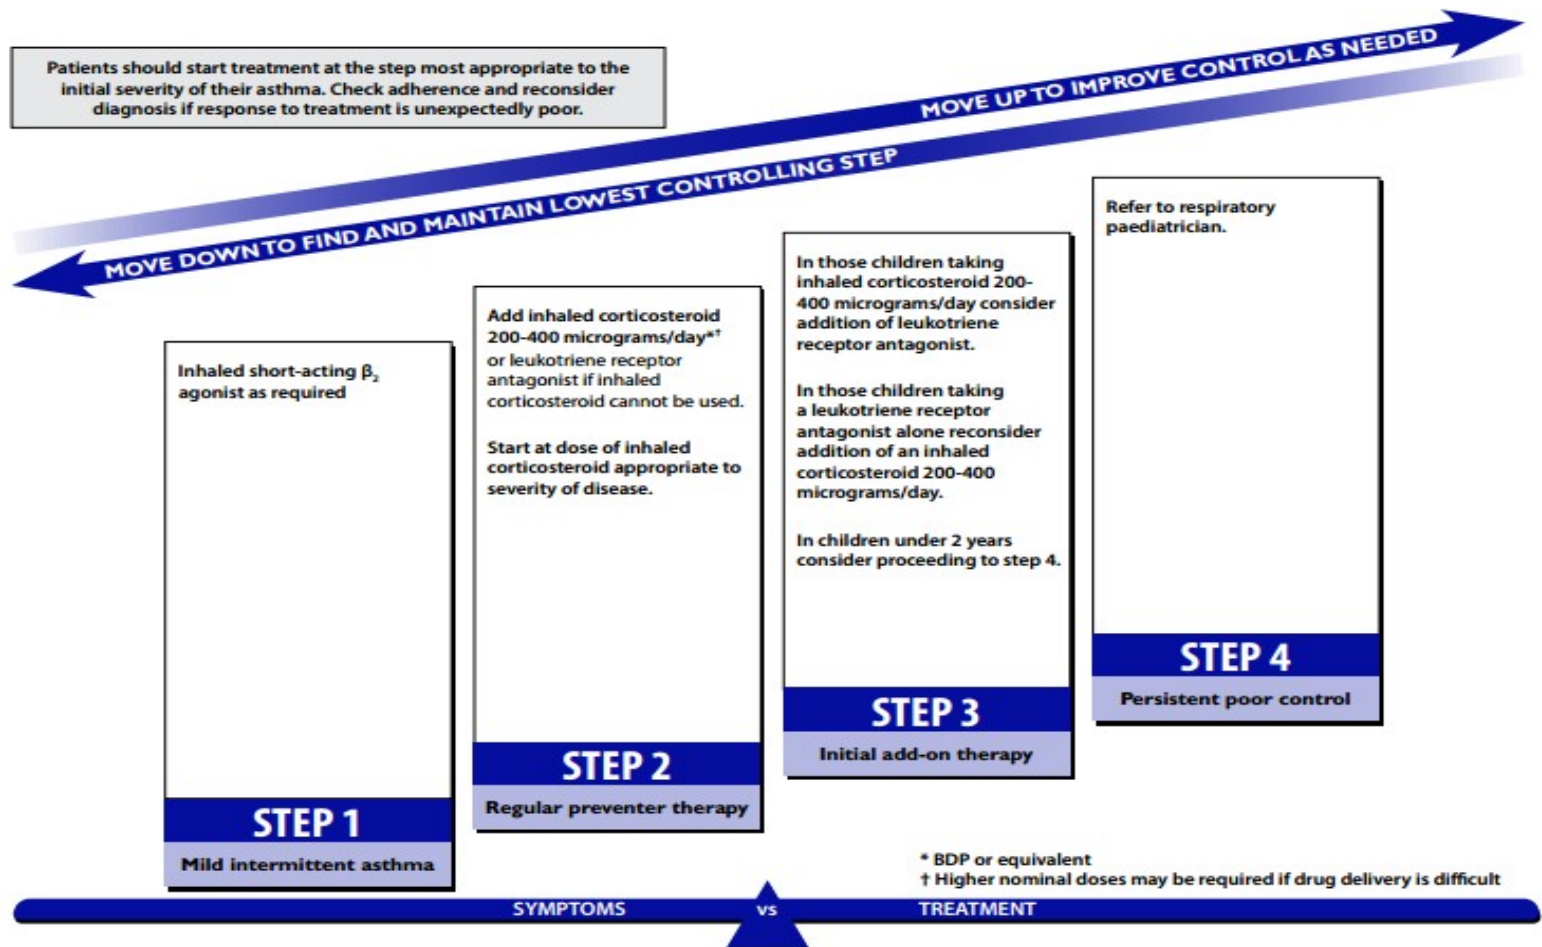 Patients should start treatment at the step most appropriate to the
initial severity of their asthma. Check adherence and reconsider
diagnosis if response to treatment is unexpectedly poor.
MOVE UP TO IMPROVE CONTROL AS NEEDED
MOVE DOWN TO FIND AND MAINTAIN LOWEST CONTROLLING STEP
Inhaled short-acting β₂
agonist as required
STEP 1
Mild intermittent asthma
Add inhaled corticosteroid
200-400 micrograms/day*†
or leukotriene receptor
antagonist if inhaled
corticosteroid cannot be used.
Start at dose of inhaled
corticosteroid appropriate to
severity of disease.
STEP 2
Regular preventer therapy
In those children taking
inhaled corticosteroid 200-
400 micrograms/day consider
addition of leukotriene
receptor antagonist.
In those children taking
a leukotriene receptor
antagonist alone reconsider
addition of an inhaled
corticosteroid 200-400
micrograms/day.
In children under 2 years
consider proceeding to step 4.
STEP 3
Initial add-on therapy
Refer to respiratory
paediatrician.
STEP 4
Persistent poor control
* BDP or equivalent
† Higher nominal doses may be required if drug delivery is difficult
SYMPTOMS vs TREATMENT